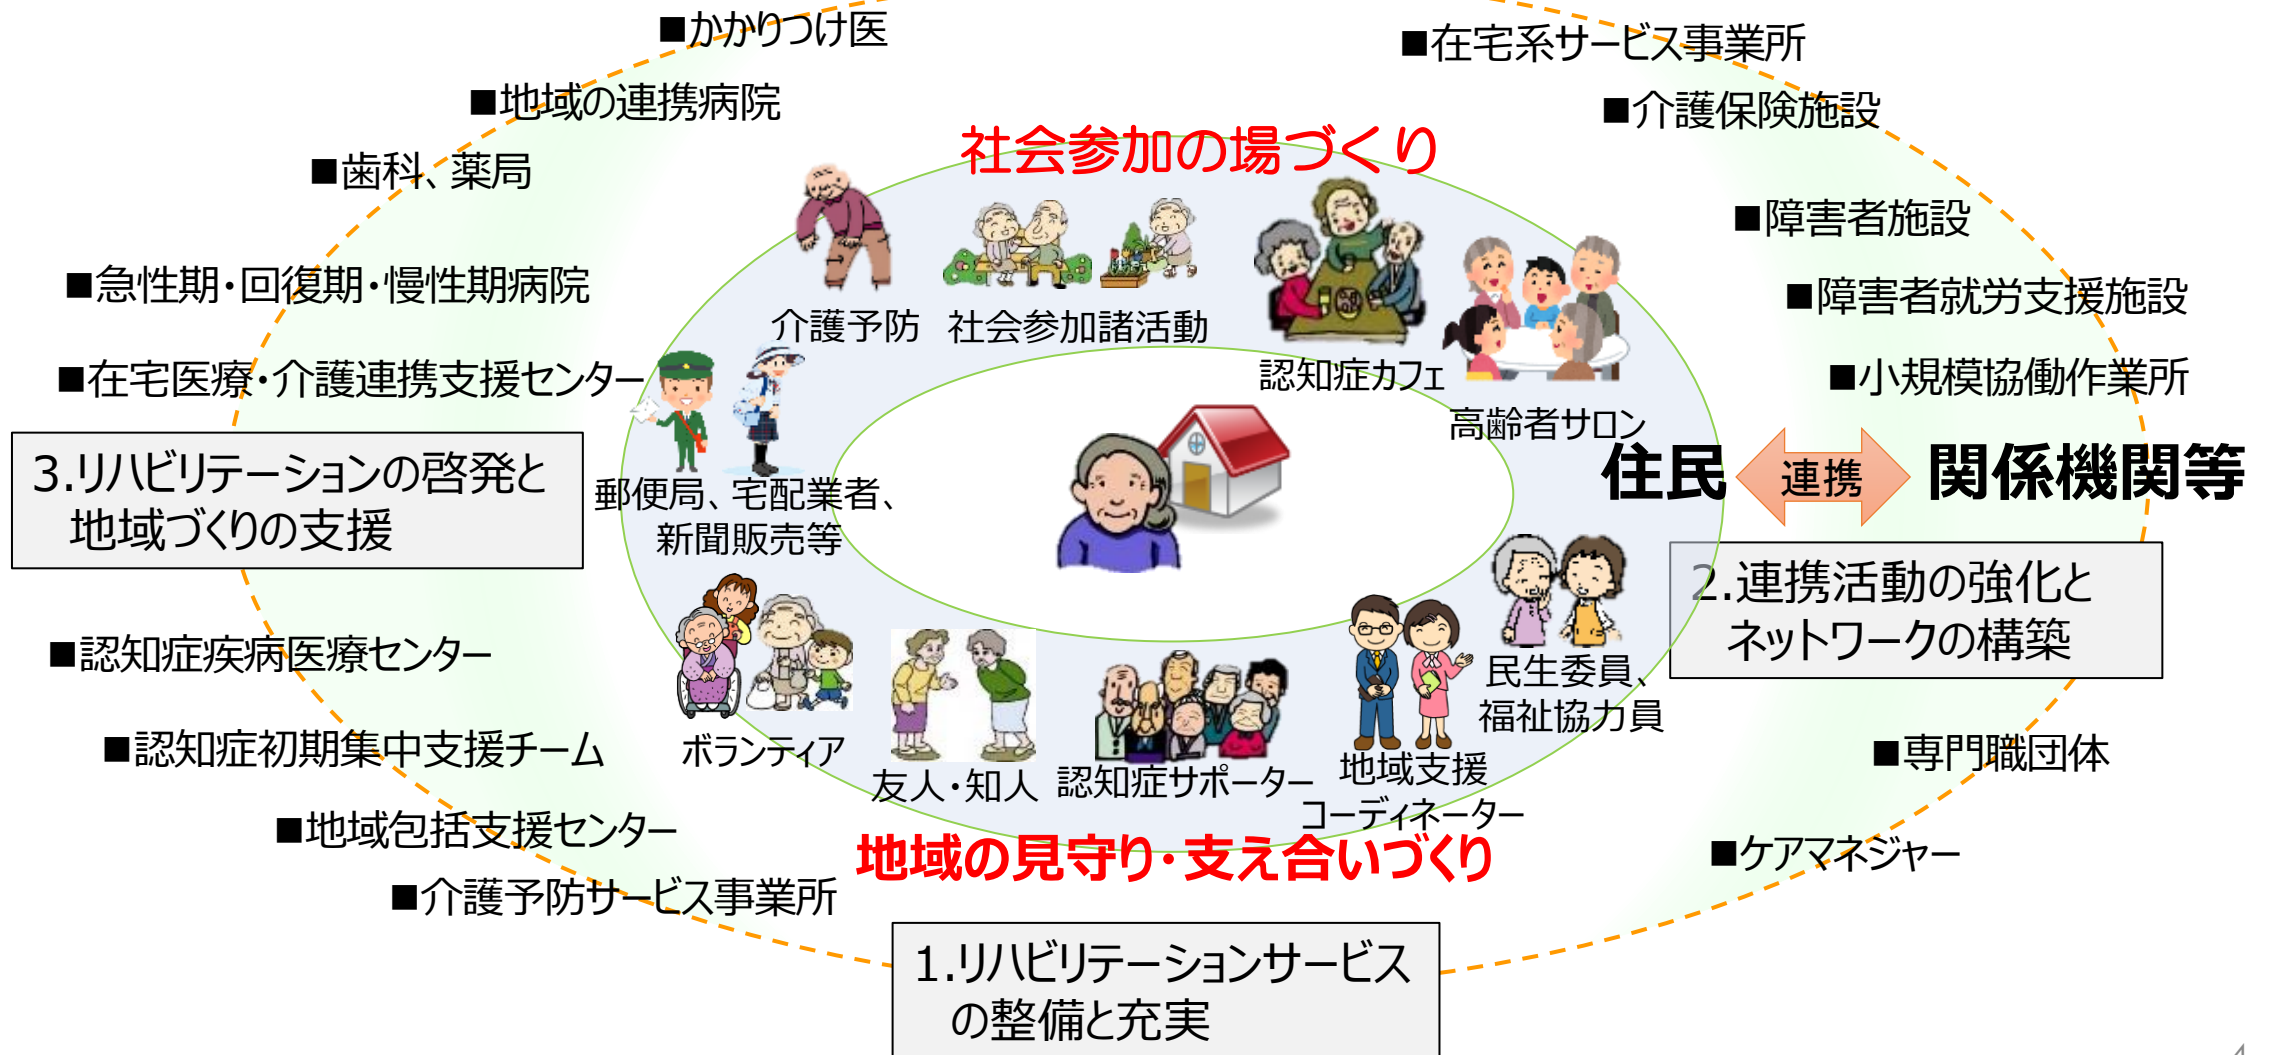 ■かかりつけ医
■在宅系サービス事業所
■地域の連携病院
■介護保険施設
社会参加の場づくり
■歯科、薬局
■障害者施設
■急性期・回復期・慢性期病院
■障害者就労支援施設
介護予防
社会参加諸活動
認知症カフェ
■在宅医療・介護連携支援センター
■小規模協働作業所
高齢者サロン
3.リハビリテーションの啓発と
地域づくりの支援
住民
連携
関係機関等
郵便局、宅配業者、
新聞販売等
2.連携活動の強化と
ネットワークの構築
■認知症疾病医療センター
民生委員、
福祉協力員
■認知症初期集中支援チーム
ボランティア
友人・知人
認知症サポーター
地域支援
コーディネーター
■専門職団体
■地域包括支援センター
地域の見守り・支え合いづくり
■ケアマネジャー
■介護予防サービス事業所
1.リハビリテーションサービス
の整備と充実